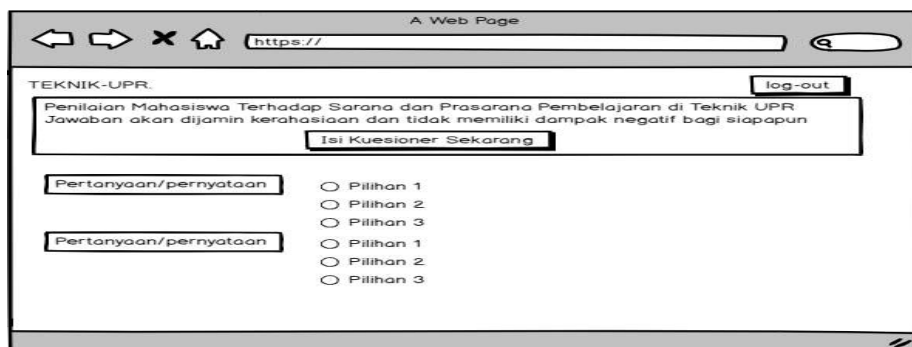 A Web Page
https://
TEKNIK-UPR.
log-out
Penilaian Mahasiswa Terhadap Sarana dan Prasarana Pembelajaran di Teknik UPR
Jawaban akan dijamin kerahasiaan dan tidak memiliki dampak negatif bagi siapapun
Isi Kuesioner Sekarang
Pertanyaan/pernyataan
Pilihan 1
Pilihan 2
Pilihan 3
Pertanyaan/pernyataan
Pilihan 1
Pilihan 2
Pilihan 3